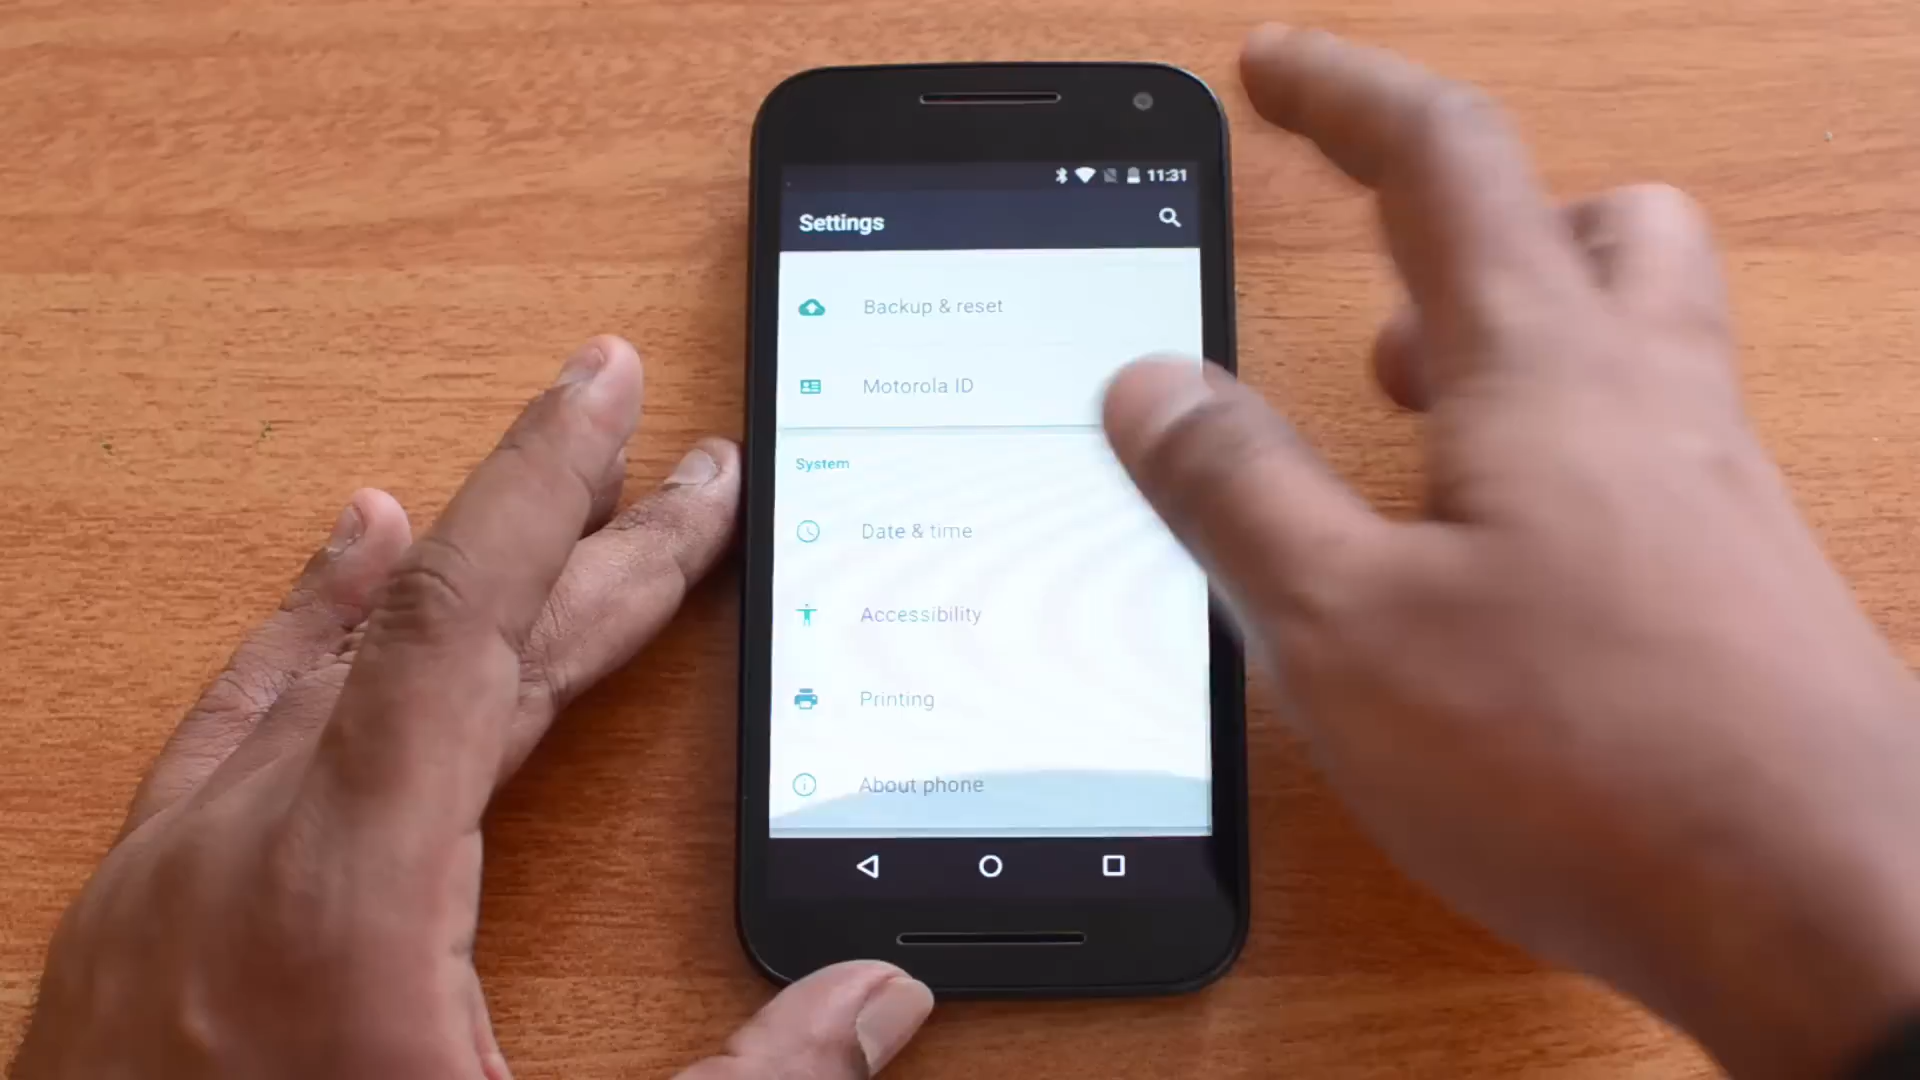 11:31
Settings
Backup & reset
Motorola ID
System
Date & time
Accessibility
Printing
About phone